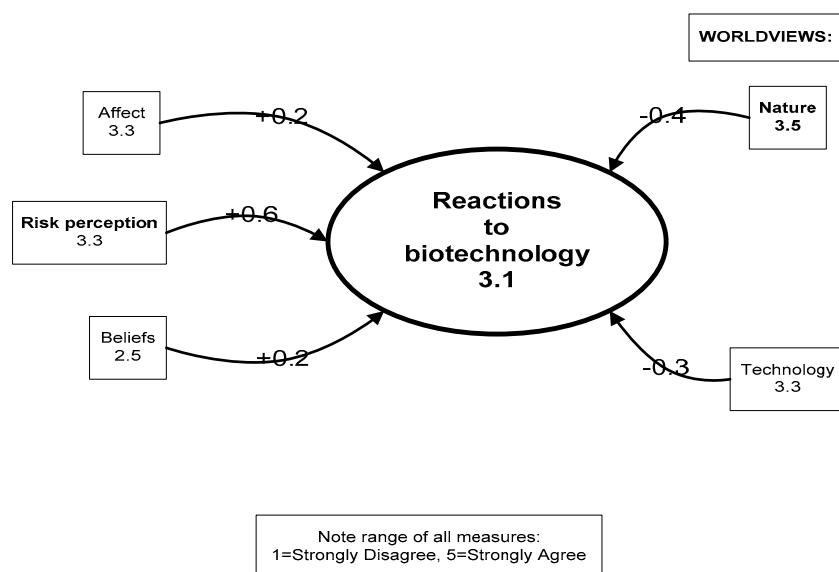 WORLDVIEWS:
Affect
3.3
+0.2
-0.4
Nature
3.5
Risk perception
3.3
+0.6
Reactions
to
biotechnology
3.1
Beliefs
2.5
+0.2
-0.3
Technology
3.3
Note range of all measures:
1=Strongly Disagree, 5=Strongly Agree